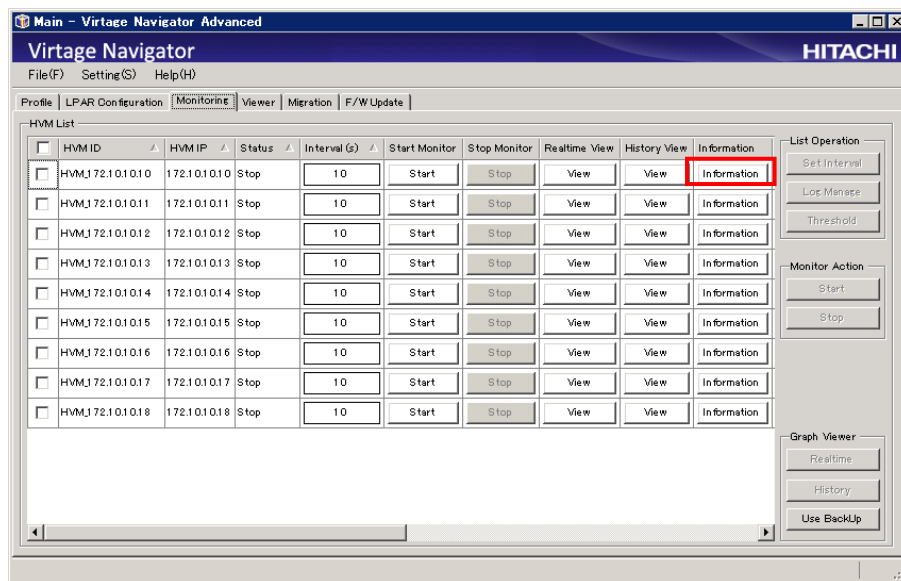 Main - Virtage Navigator Advanced
Virtage Navigator
HITACHI
File(F) Setting(S) Help(H)
Profile LPAR Configuration Monitoring Viewer Migration F/W Update
HVM List
HVM ID HVM IP Status Interval (s) Start Monitor Stop Monitor Realtime View History View Information
HVM_172.10.10.10 172.10.10.10 Stop 10 Start Stop View View Information
HVM_172.10.10.11 172.10.10.11 Stop 10 Start Stop View View Information
HVM_172.10.10.12 172.10.10.12 Stop 10 Start Stop View View Information
HVM_172.10.10.13 172.10.10.13 Stop 10 Start Stop View View Information
HVM_172.10.10.14 172.10.10.14 Stop 10 Start Stop View View Information
HVM_172.10.10.15 172.10.10.15 Stop 10 Start Stop View View Information
HVM_172.10.10.16 172.10.10.16 Stop 10 Start Stop View View Information
HVM_172.10.10.17 172.10.10.17 Stop 10 Start Stop View View Information
HVM_172.10.10.18 172.10.10.18 Stop 10 Start Stop View View Information
List Operation
Set Interval
Log Manage
Threshold
Monitor Action
Start
Stop
Graph Viewer
Realtime
History
Use BackUp